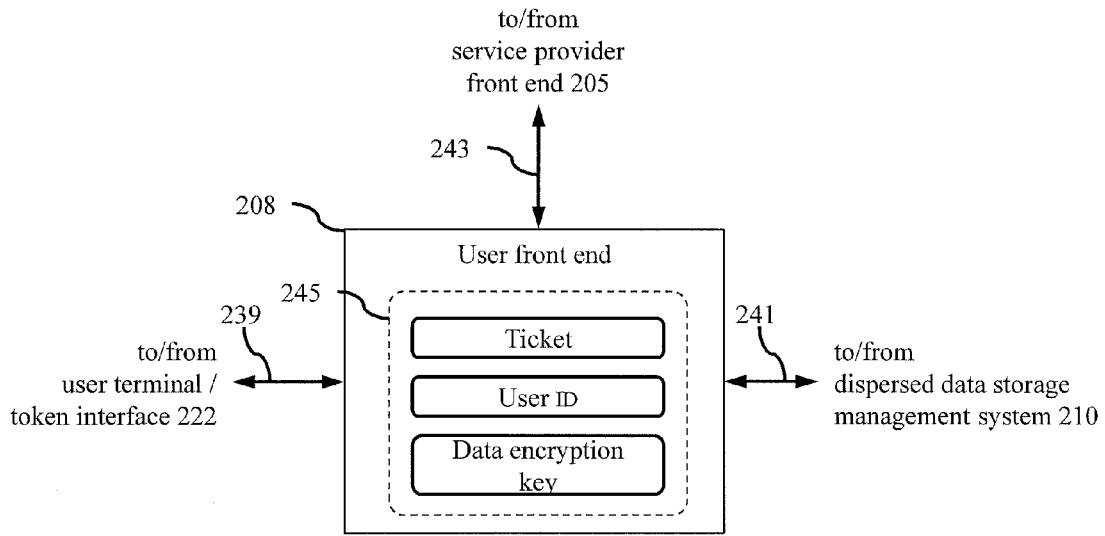 to/from
service provider
front end 205
243
208
User front end
245
Ticket
User ID
Data encryption
key
239
to/from
user terminal /
token interface 222
241
to/from
dispersed data storage
management system 210